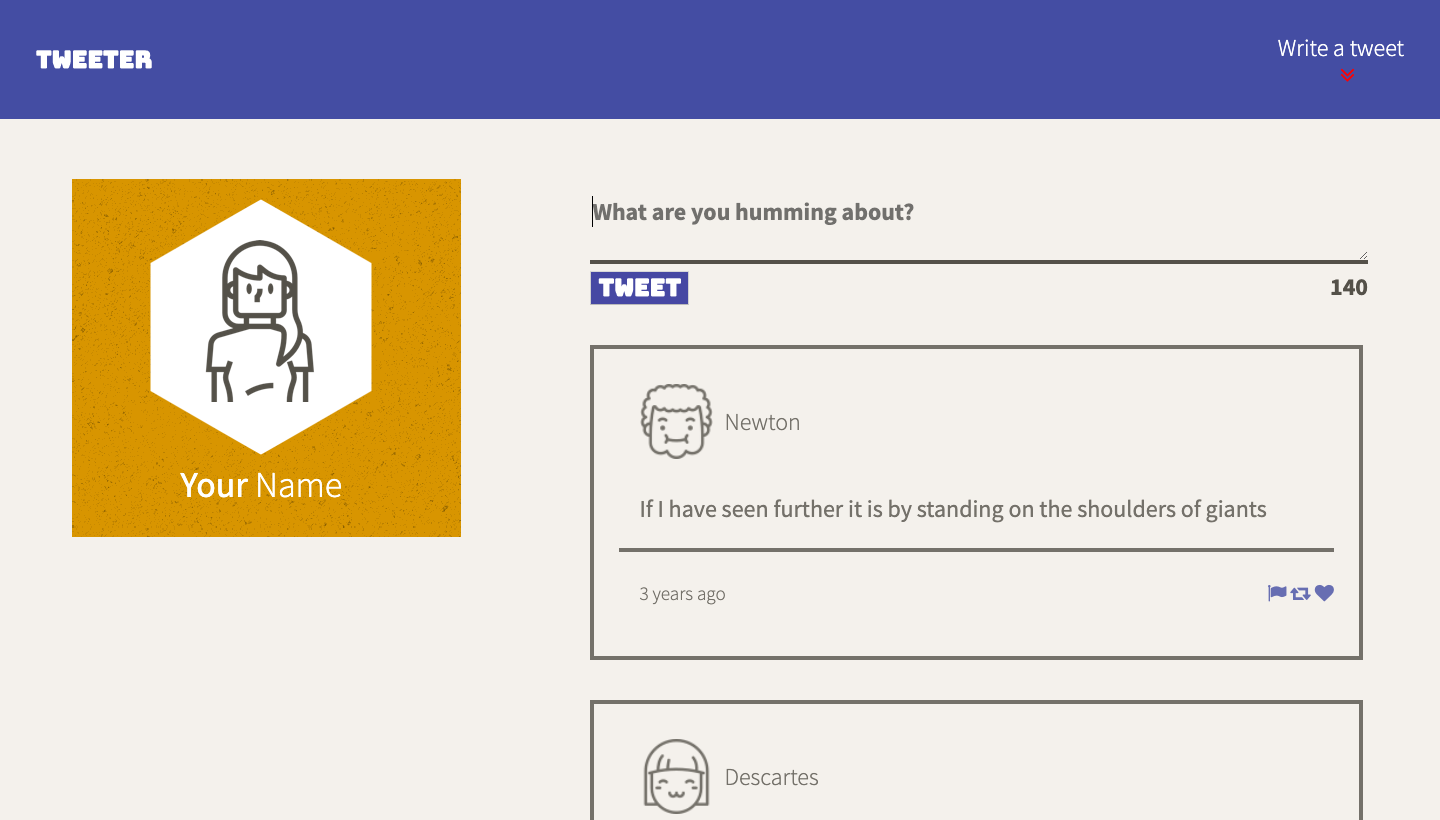 TWEETER
Write a tweet
Your Name
What are you humming about?
TWEET
140
Newton
If I have seen further it is by standing on the shoulders of giants
3 years ago
Descartes